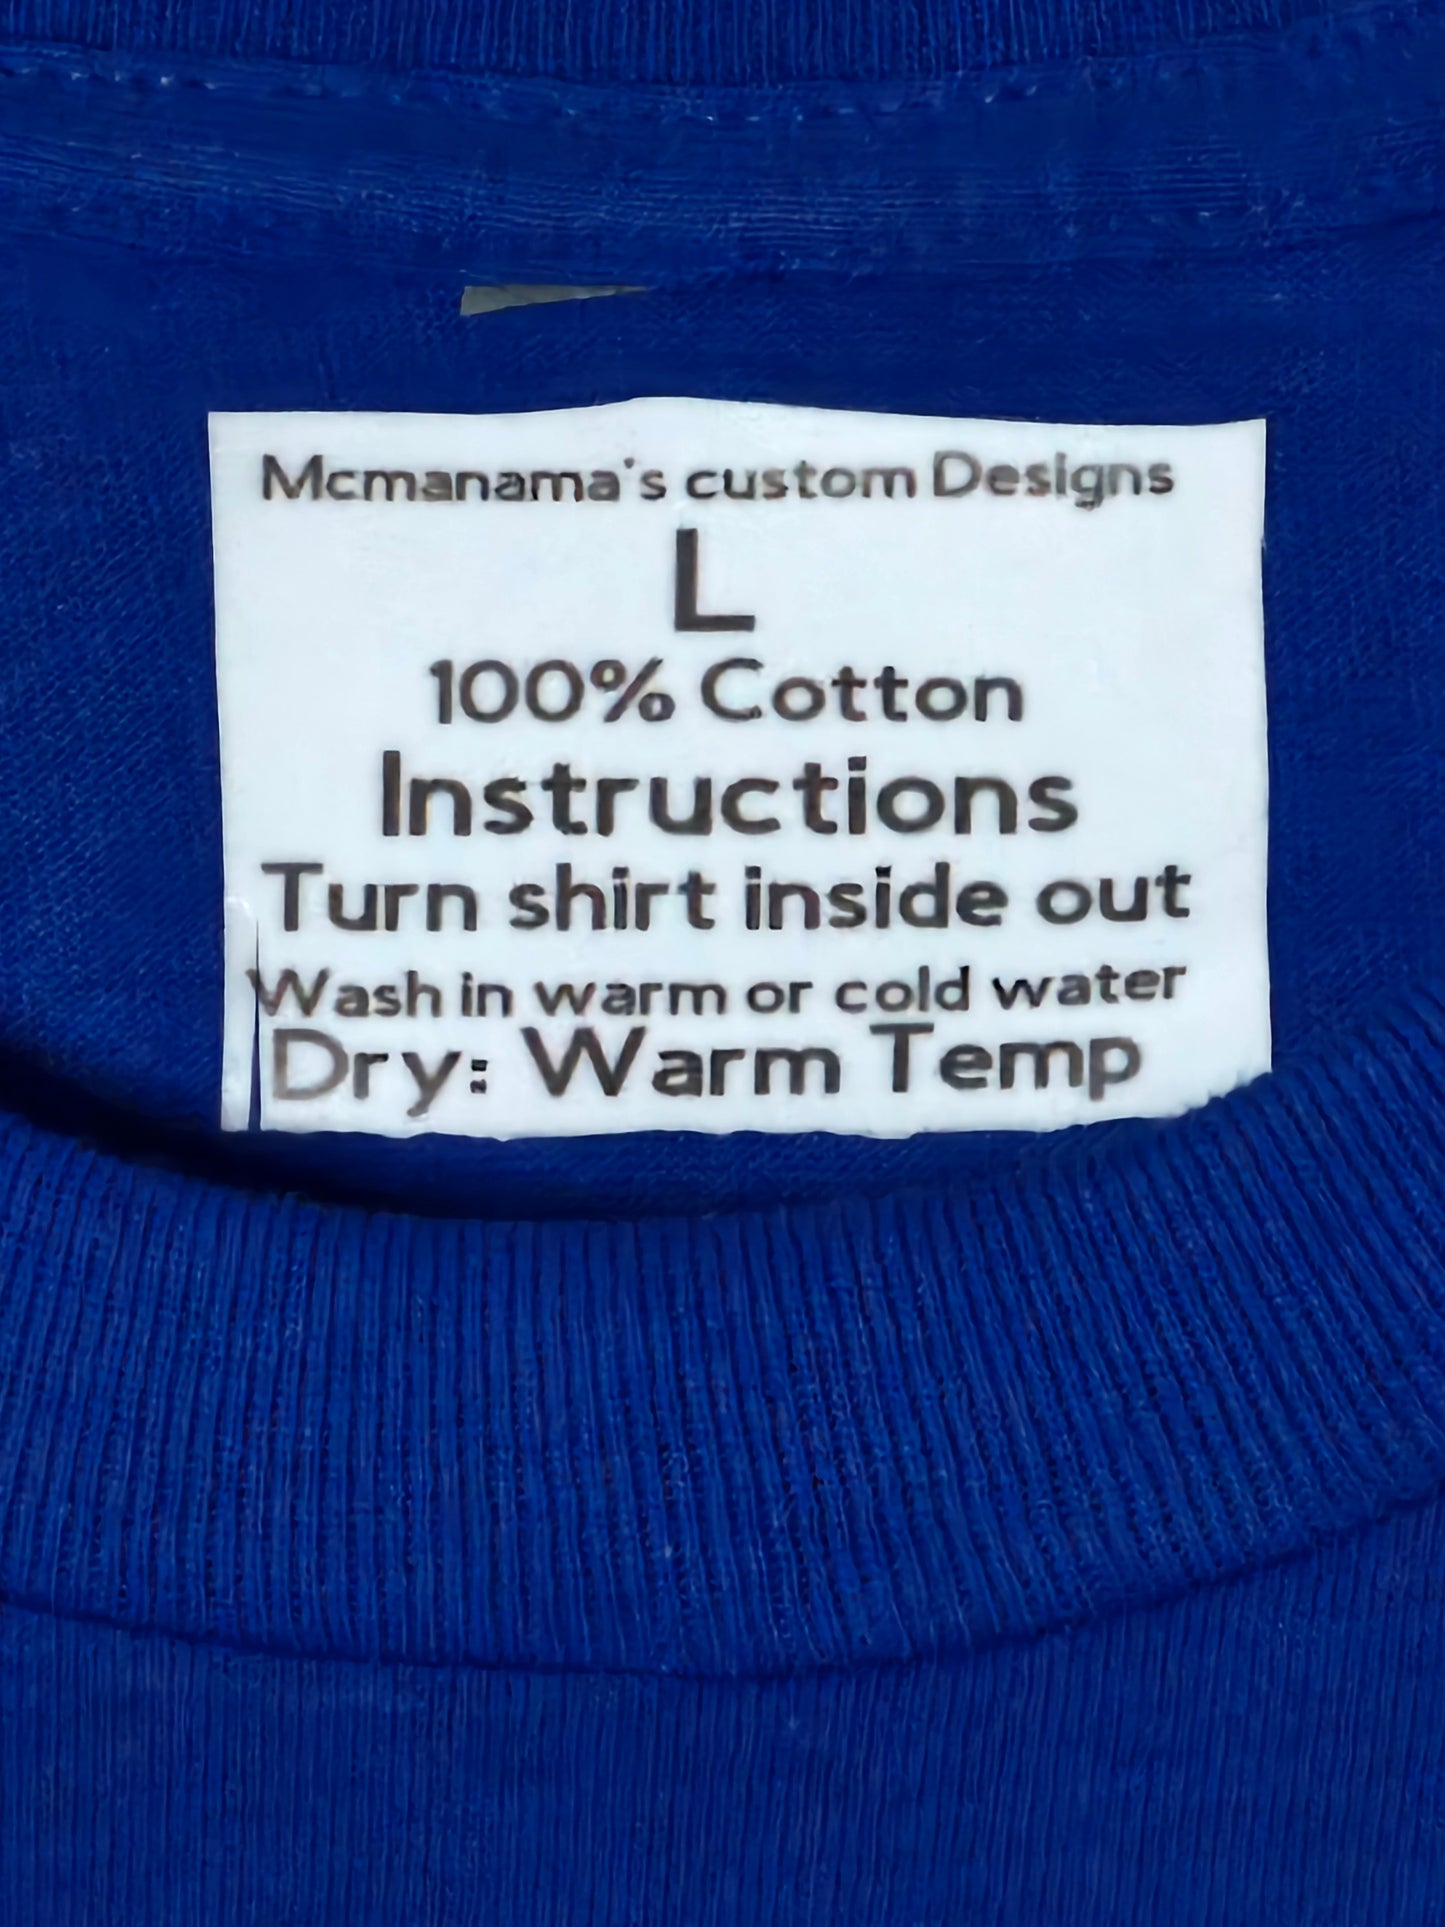 Mcmanama's custom Designs
L
100% Cotton
Instructions
Turn shirt inside out
Wash in warm or cold water
Dry: Warm Temp